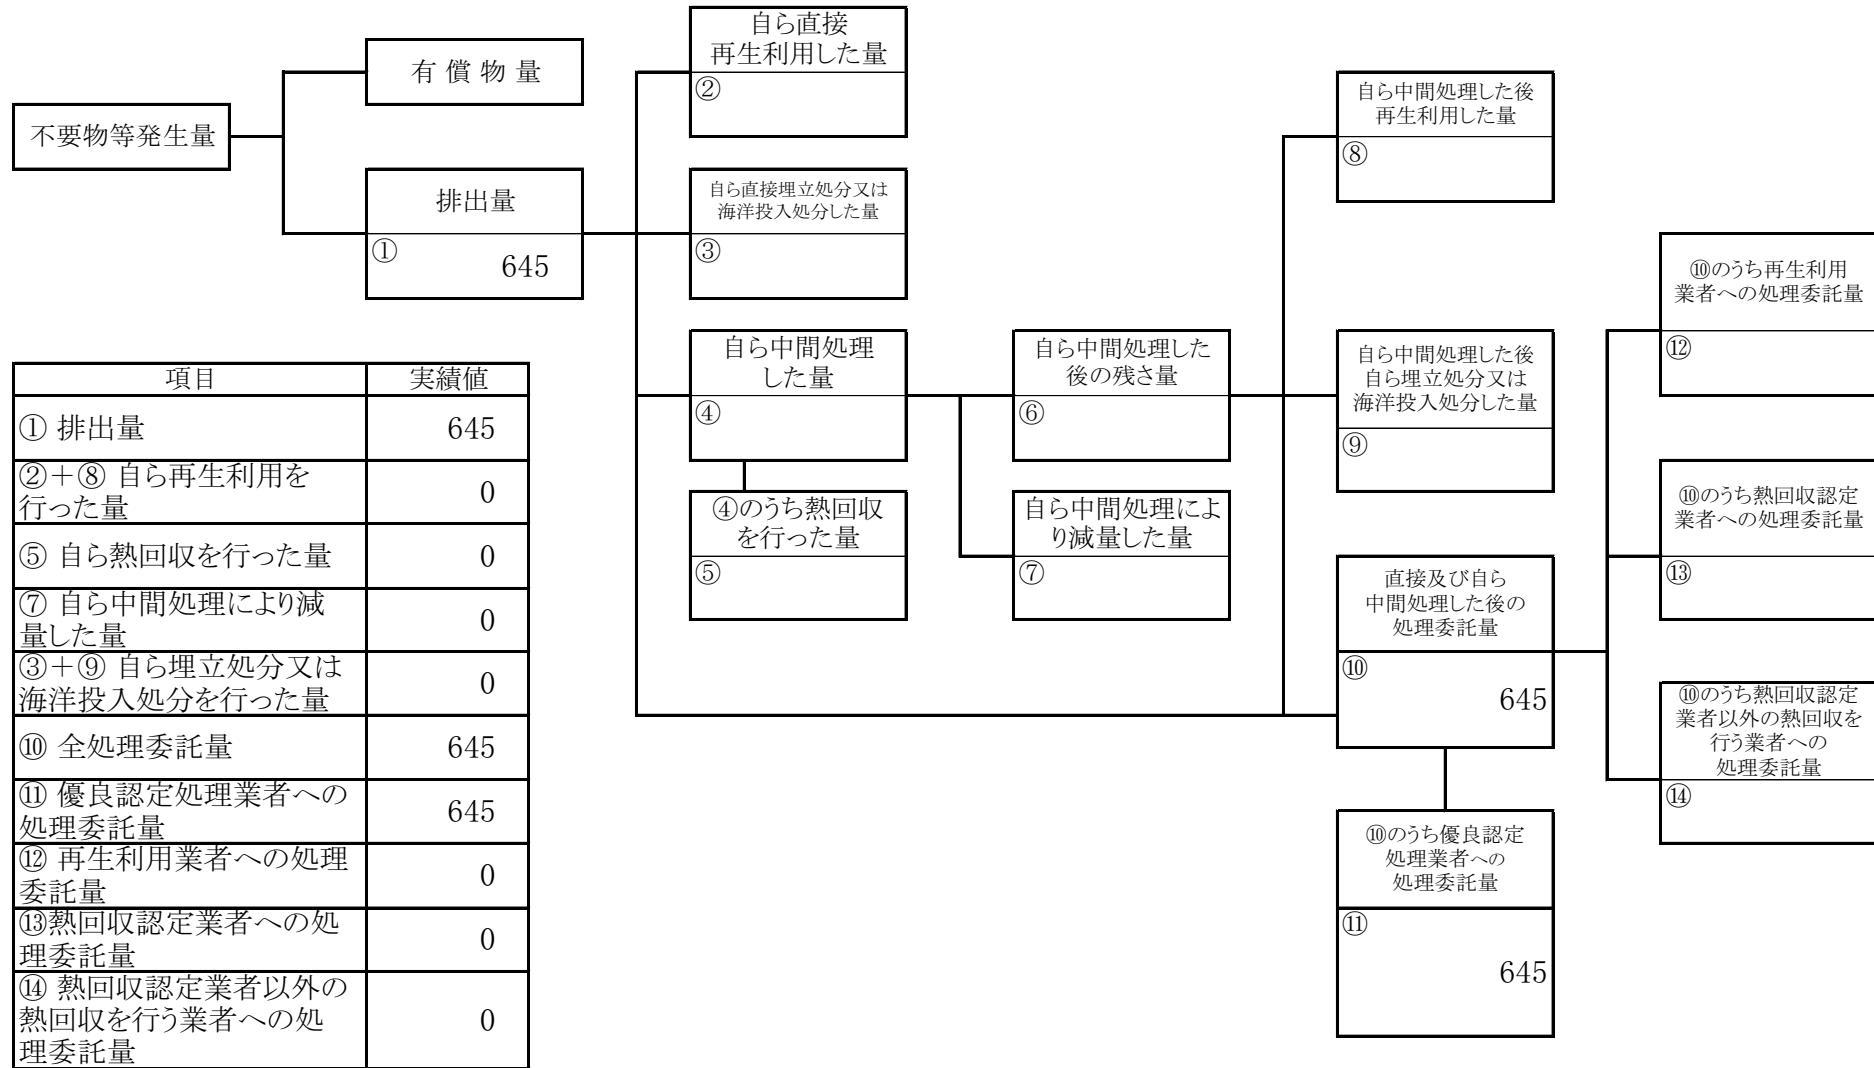 自ら直接
再生利用した量
②
有 償 物 量
不要物等発生量
排出量
①
645
自ら直接埋立処分又は
海洋投入処分した量
③
自ら中間処理した後
再生利用した量
⑧
自ら中間処理
した量
④
自ら中間処理した
後の残さ量
⑥
自ら中間処理した後
自ら埋立処分又は
海洋投入処分した量
⑨
④のうち熱回収
を行った量
⑤
自ら中間処理によ
り減量した量
⑦
直接及び自ら
中間処理した後の
処理委託量
⑩
645
⑩のうち優良認定
処理業者への
処理委託量
⑪
645
⑩のうち再生利用
業者への処理委託量
⑫
⑩のうち熱回収認定
業者への処理委託量
⑬
⑩のうち熱回収認定
業者以外の熱回収を
行う業者への
処理委託量
⑭
項目 実績値
① 排出量 645
②＋⑧ 自ら再生利用を
行った量 0
⑤ 自ら熱回収を行った量 0
⑦ 自ら中間処理により減
量した量 0
③＋⑨ 自ら埋立処分又は
海洋投入処分を行った量 0
⑩ 全処理委託量 645
⑪ 優良認定処理業者への
処理委託量 645
⑫ 再生利用業者への処理
委託量 0
⑬熱回収認定業者への処
理委託量 0
⑭ 熱回収認定業者以外の
熱回収を行う業者への処
理委託量 0